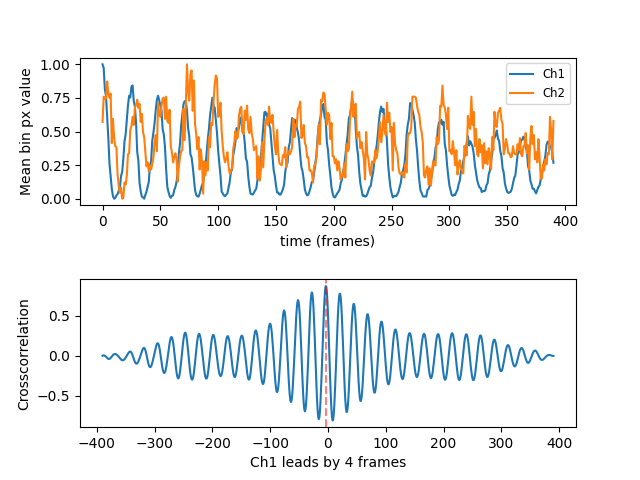 Mean bin px value
1.00
0.75
0.50
0.25
0.00
Ch1
Ch2
0 50 100 150 200 250 300 350 400
time (frames)
Crosscorrelation
0.5
0.0
−0.5
−400 −300 −200 −100 0 100 200 300 400
Ch1 leads by 4 frames